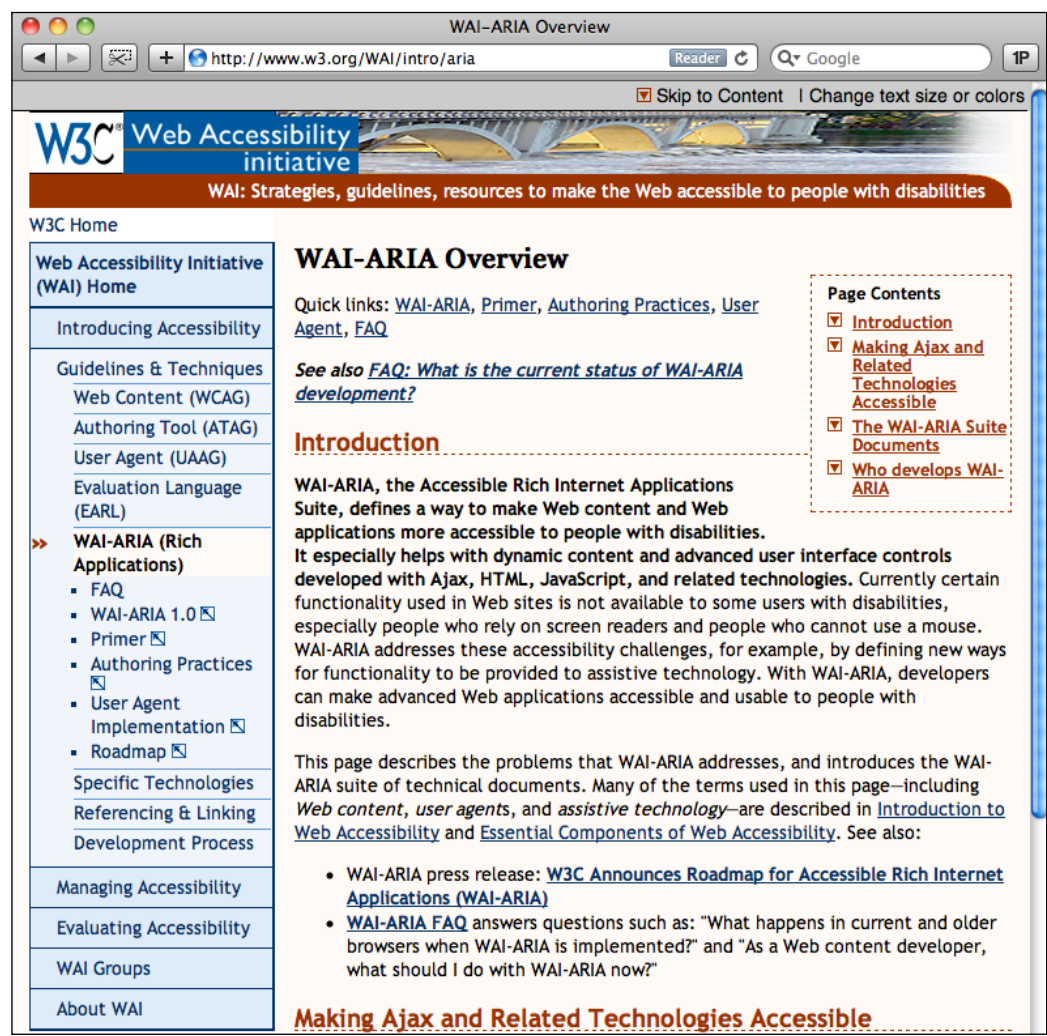 WAI-ARIA Overview
http://www.w3.org/WAI/intro/aria
Reader
Google
1P
Skip to Content | Change text size or colors
W3C® Web Accessibility
initiative
WAI: Strategies, guidelines, resources to make the Web accessible to people with disabilities
W3C Home
Web Accessibility Initiative
(WAI) Home
Introducing Accessibility
Guidelines & Techniques
Web Content (WCAG)
Authoring Tool (ATAG)
User Agent (UAAG)
Evaluation Language
(EARL)
» WAI-ARIA (Rich
Applications)
▪ FAQ
▪ WAI-ARIA 1.0
▪ Primer
▪ Authoring Practices
▪ User Agent
Implementation
▪ Roadmap
Specific Technologies
Referencing & Linking
Development Process
Managing Accessibility
Evaluating Accessibility
WAI Groups
About WAI
WAI-ARIA Overview
Quick links: WAI-ARIA, Primer, Authoring Practices, User
Agent, FAQ
See also FAQ: What is the current status of WAI-ARIA
development?
Page Contents
Introduction
Making Ajax and
Related
Technologies
Accessible
The WAI-ARIA Suite
Documents
Who develops WAI-
ARIA
Introduction
WAI-ARIA, the Accessible Rich Internet Applications
Suite, defines a way to make Web content and Web
applications more accessible to people with disabilities.
It especially helps with dynamic content and advanced user interface controls
developed with Ajax, HTML, JavaScript, and related technologies. Currently certain
functionality used in Web sites is not available to some users with disabilities,
especially people who rely on screen readers and people who cannot use a mouse.
WAI-ARIA addresses these accessibility challenges, for example, by defining new ways
for functionality to be provided to assistive technology. With WAI-ARIA, developers
can make advanced Web applications accessible and usable to people with
disabilities.
This page describes the problems that WAI-ARIA addresses, and introduces the WAI-
ARIA suite of technical documents. Many of the terms used in this page—including
Web content, user agents, and assistive technology—are described in Introduction to
Web Accessibility and Essential Components of Web Accessibility. See also:
• WAI-ARIA press release: W3C Announces Roadmap for Accessible Rich Internet
Applications (WAI-ARIA)
• WAI-ARIA FAQ answers questions such as: "What happens in current and older
browsers when WAI-ARIA is implemented?" and "As a Web content developer,
what should I do with WAI-ARIA now?"
Making Ajax and Related Technologies Accessible